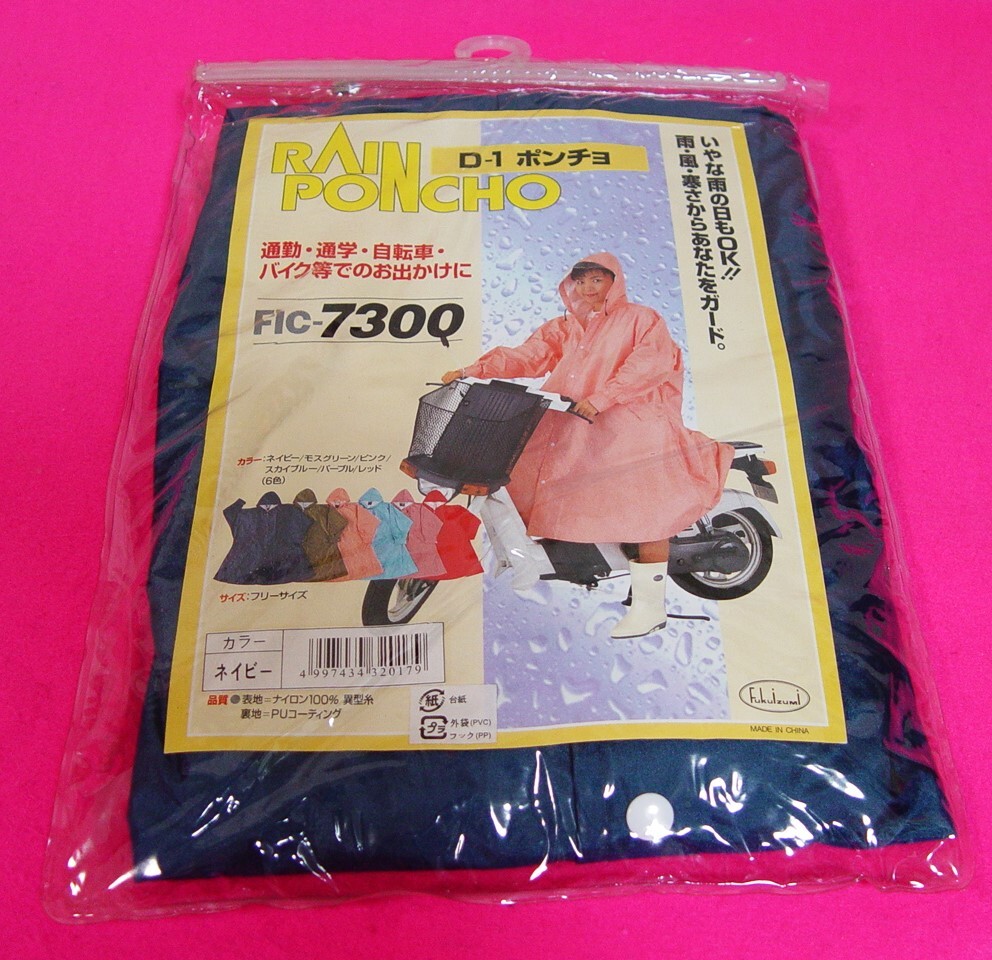 RAIN
PONCHO
D-1 ポンチョ
いやな雨の日もOK!!
雨・風・寒さからあなたをガード。
通勤・通学・自転車・
バイク等でのお出かけに
FIC-7300
カラー:ネイビー/モスグリーン/ピンク/
スカイブルー/パープル/レッド
(6色)
サイズ:フリーサイズ
カラー
ネイビー
4 997434 320179
品質 ●表地=ナイロン100% 異型糸
裏地=PUコーティング
紙 台紙
プラ 外袋(PVC)
フック(PP)
Fukuizumi
MADE IN CHINA